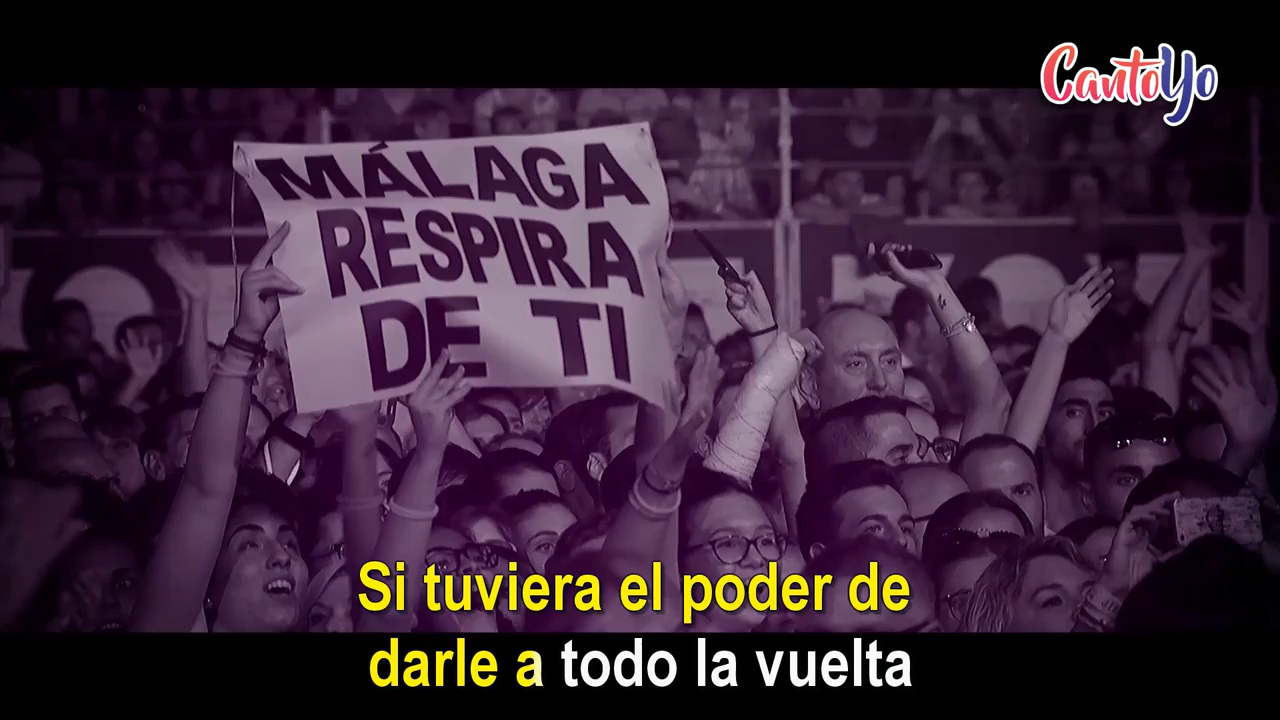 CantoYo
MÁLAGA
RESPIRA
DE TI
Si tuviera el poder de
darle a todo la vuelta